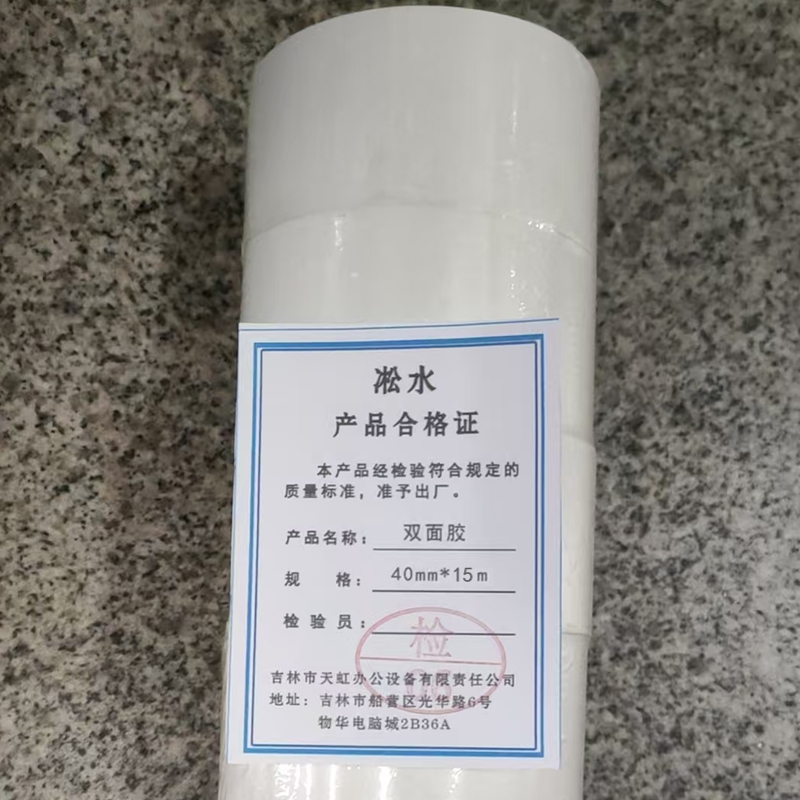 凇水
产品合格证
本产品经检验符合规定的
质量标准，准予出厂。
产品名称：双面胶
规 格：40mm*15m
检验员：
检
吉林市天虹办公设备有限责任公司
地址：吉林市船营区光华路6号
物华电脑城2B36A